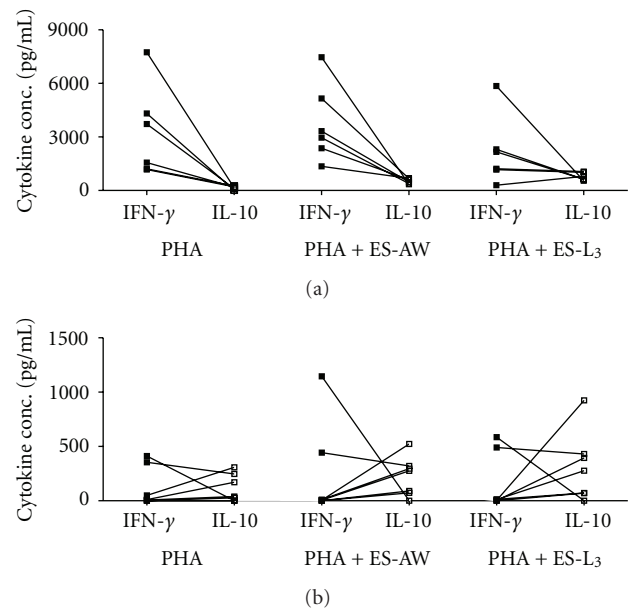 (a)
Cytokine conc. (pg/mL)
9000
6000
3000
0
IFN-γ IL-10 IFN-γ IL-10 IFN-γ IL-10
PHA PHA + ES-AW PHA + ES-L₃
(a)
Cytokine conc. (pg/mL)
1500
1000
500
0
IFN-γ IL-10 IFN-γ IL-10 IFN-γ IL-10
PHA PHA + ES-AW PHA + ES-L₃
(b)